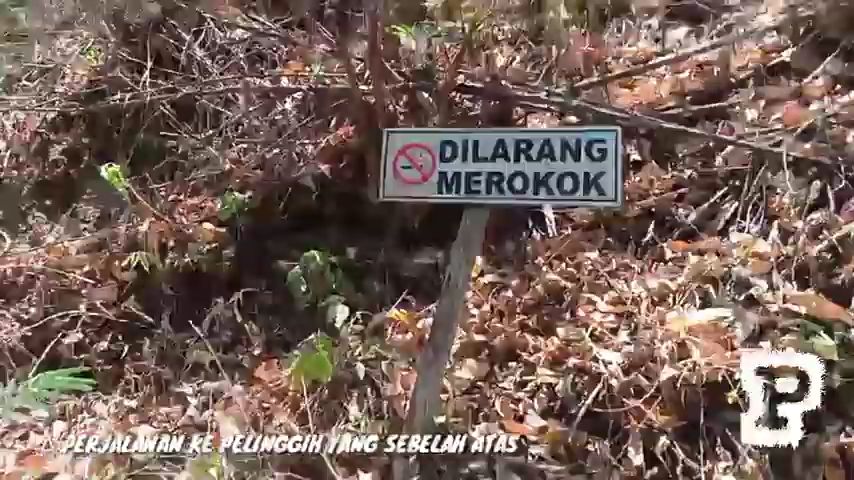 DILARANG
MEROKOK
PERJALANAN KE PELINGGIH YANG SEBELAH ATAS
P